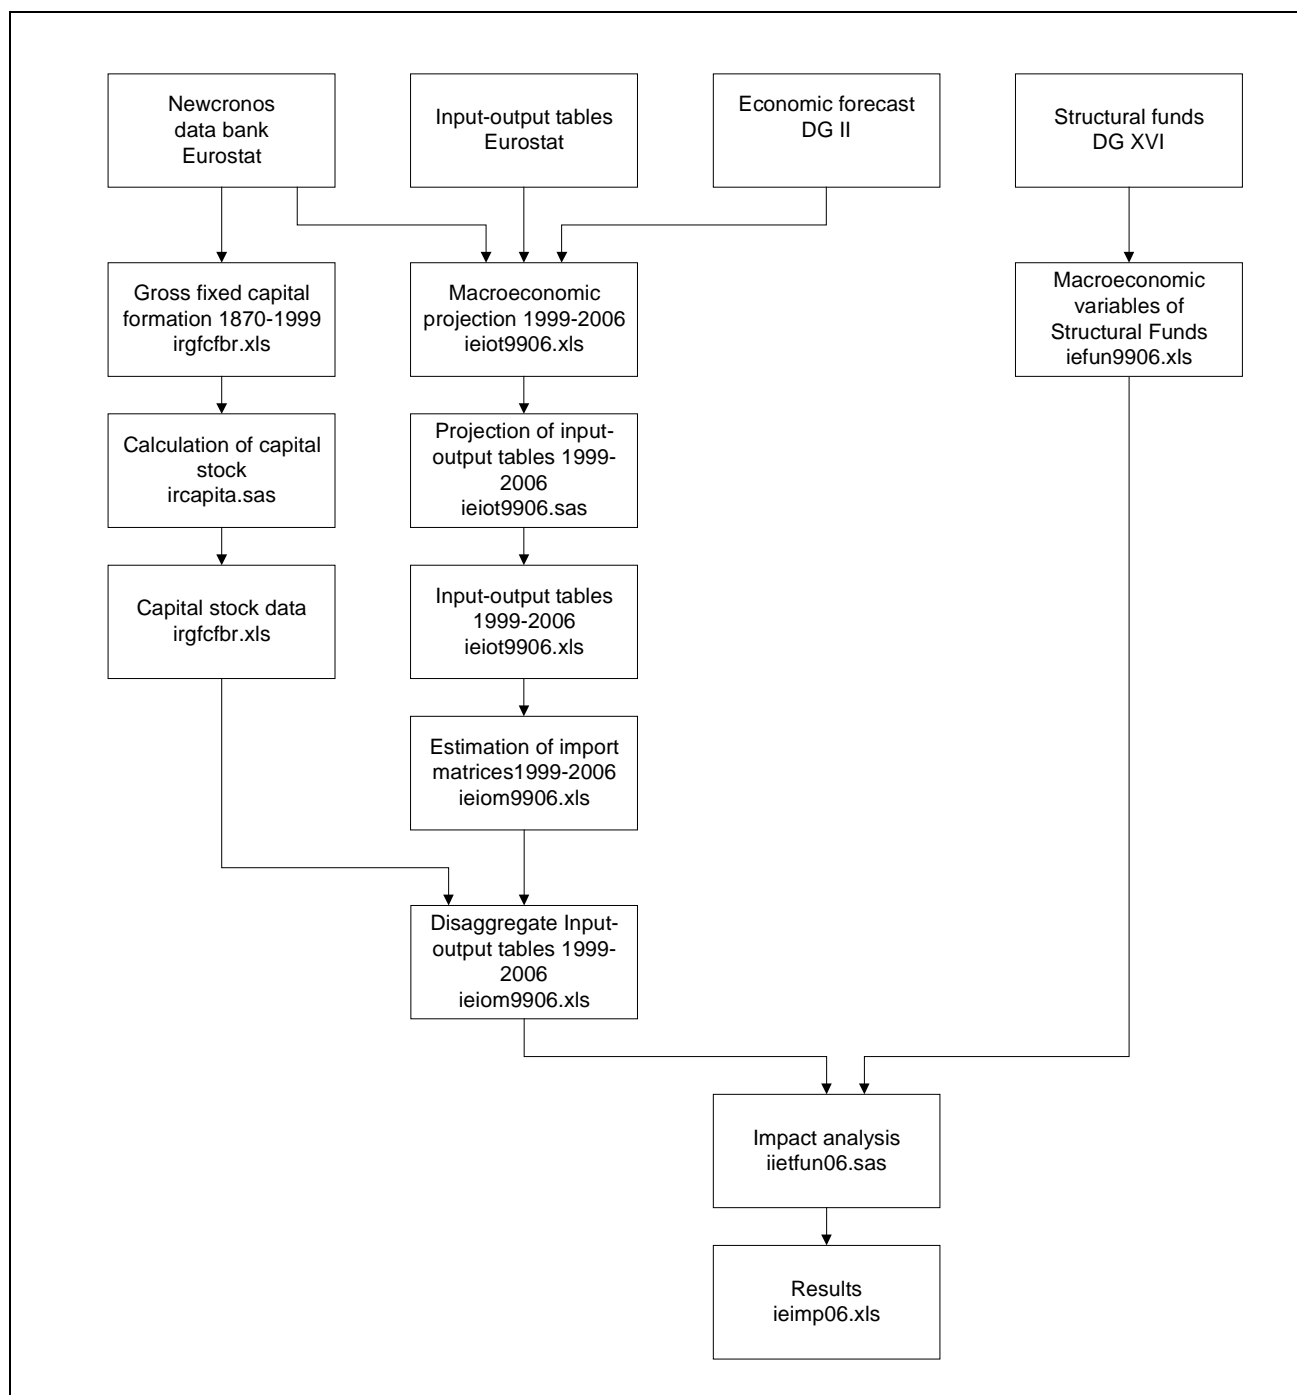 Newcronos
data bank
Eurostat
Input-output tables
Eurostat
Economic forecast
DG II
Structural funds
DG XVI
Gross fixed capital
formation 1870-1999
irgfcfbr.xls
Macroeconomic
projection 1999-2006
ieiot9906.xls
Macroeconomic
variables of
Structural Funds
iefun9906.xls
Calculation of capital
stock
ircapita.sas
Projection of input-
output tables 1999-
2006
ieiot9906.sas
Capital stock data
irgfcfbr.xls
Input-output tables
1999-2006
ieiot9906.xls
Estimation of import
matrices1999-2006
ieiom9906.xls
Disaggregate Input-
output tables 1999-
2006
ieiom9906.xls
Impact analysis
iietfun06.sas
Results
ieimp06.xls